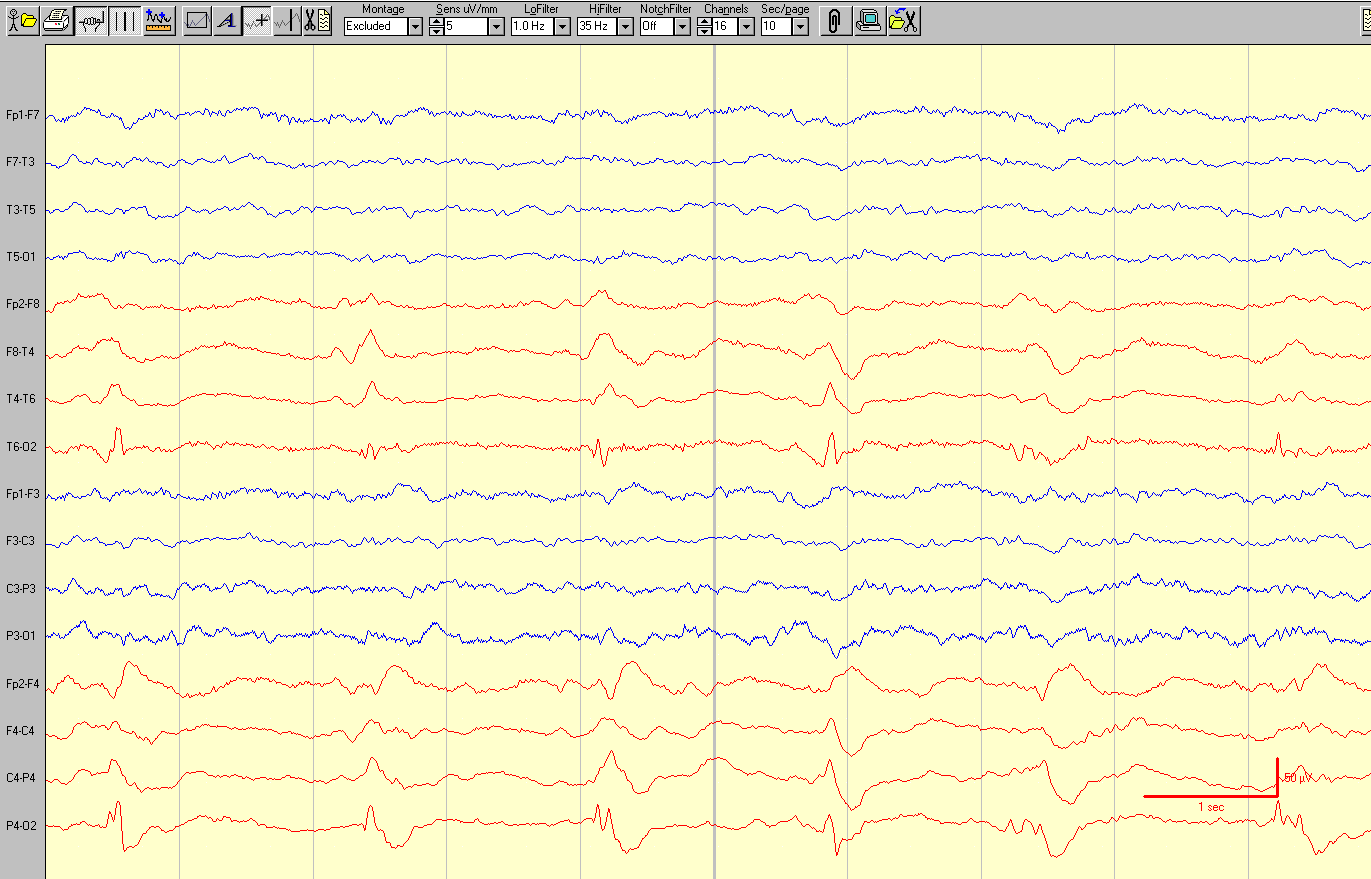 Montage Sens uV/mm LoFilter HiFilter NotchFilter Channels Sec/page
Excluded 5 1.0 Hz 35 Hz Off 16 10
Fp1-F7
F7-T3
T3-T5
T5-O1
Fp2-F8
F8-T4
T4-T6
T6-O2
Fp1-F3
F3-C3
C3-P3
P3-O1
Fp2-F4
F4-C4
C4-P4
50 µV
1 sec
P4-O2